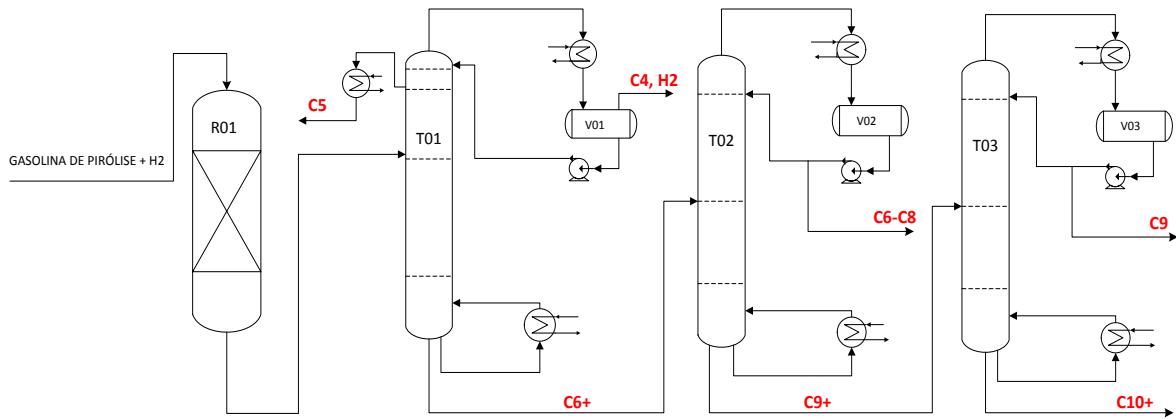 C5
C4, H2
R01
T01
V01
T02
V02
T03
V03
GASOLINA DE PIRÓLISE + H2
C6-C8
C9
C6+
C9+
C10+